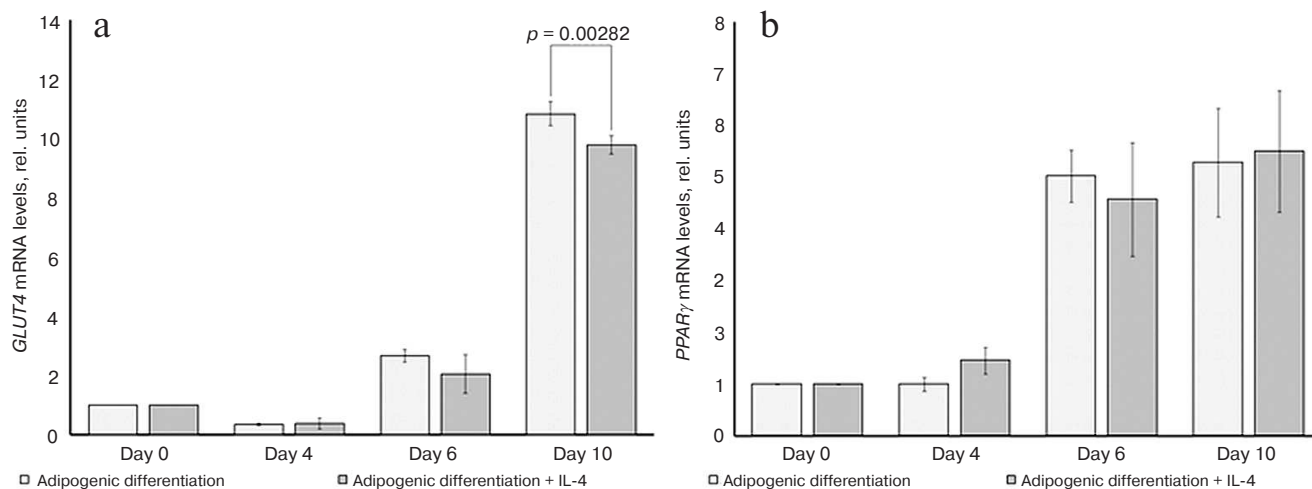 a
p = 0.00282
GLUT4 mRNA levels, rel. units
14
12
10
8
6
4
2
0
Day 0 Day 4 Day 6 Day 10
Adipogenic differentiation Adipogenic differentiation + IL-4
b
PPARγ mRNA levels, rel. units
8
7
8
5
4
2
3
1
0
Day 0 Day 4 Day 6 Day 10
Adipogenic differentiation Adipogenic differentiation + IL-4